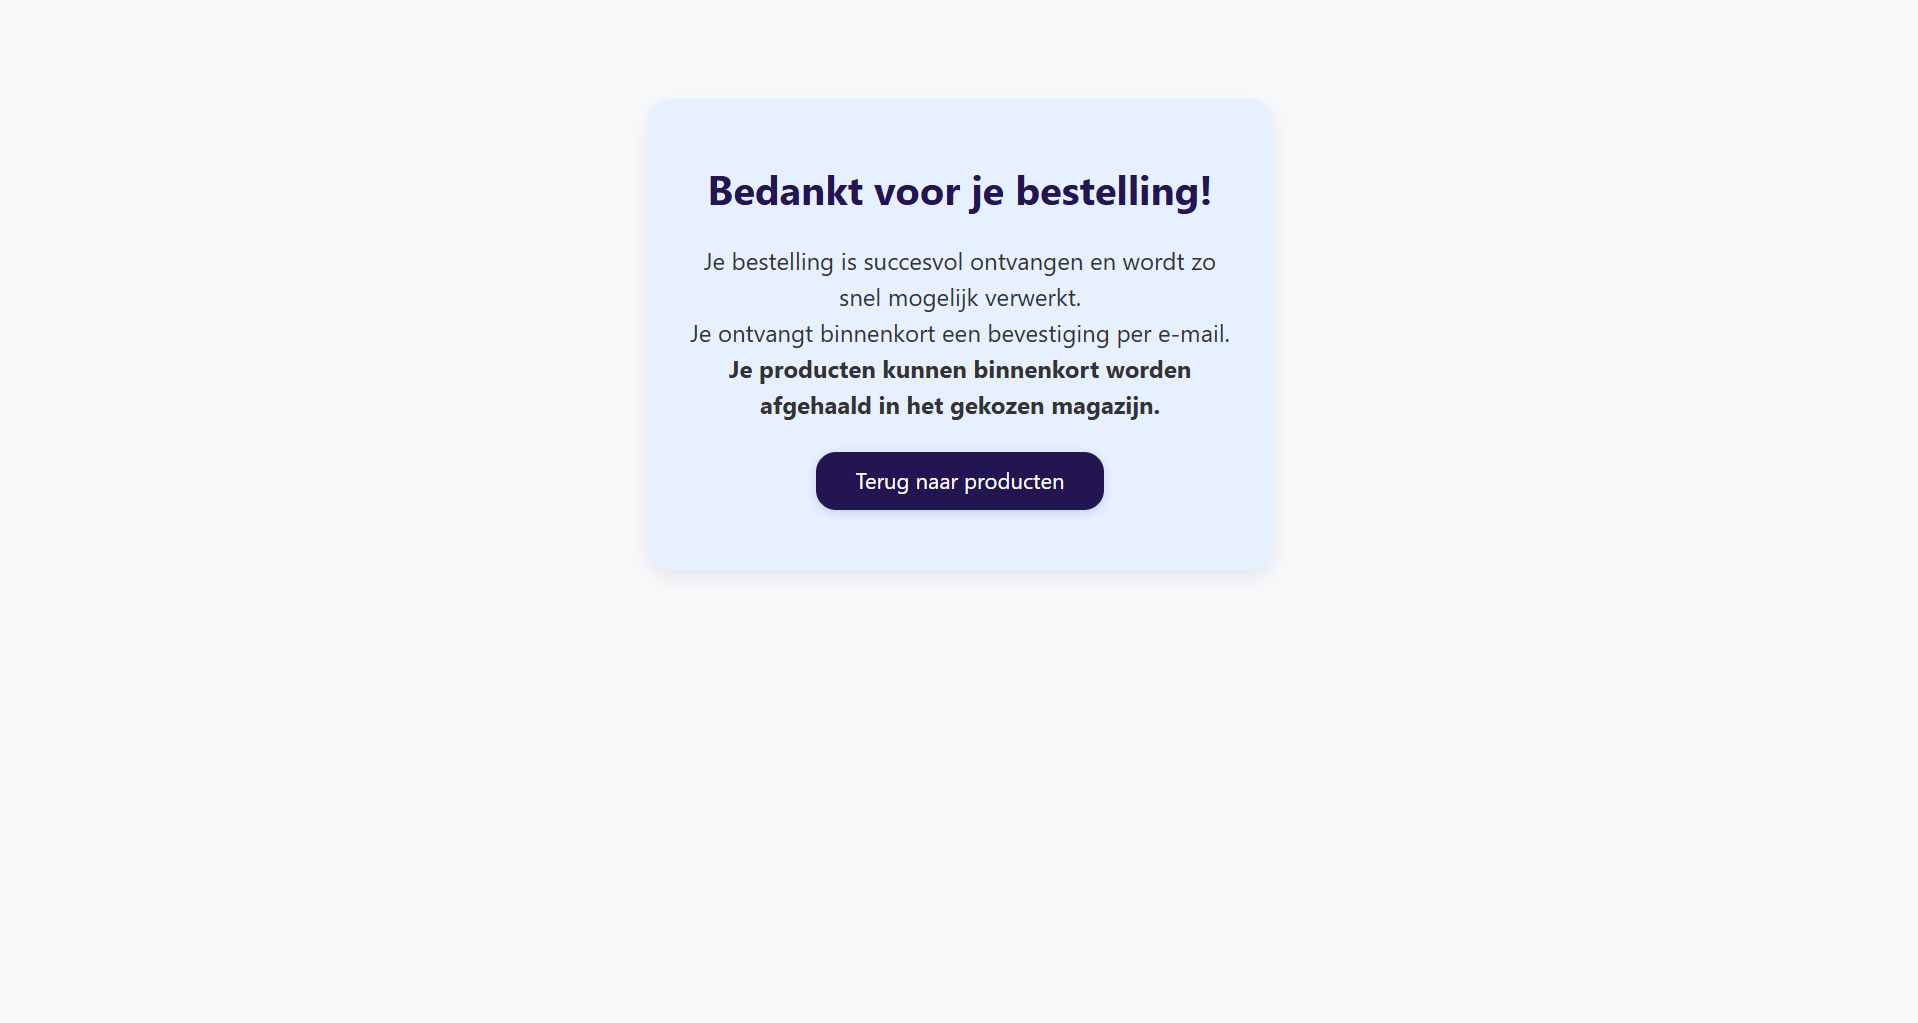 Bedankt voor je bestelling!
Je bestelling is succesvol ontvangen en wordt zo
snel mogelijk verwerkt.
Je ontvangt binnenkort een bevestiging per e-mail.
Je producten kunnen binnenkort worden
afgehaald in het gekozen magazijn.
Terug naar producten